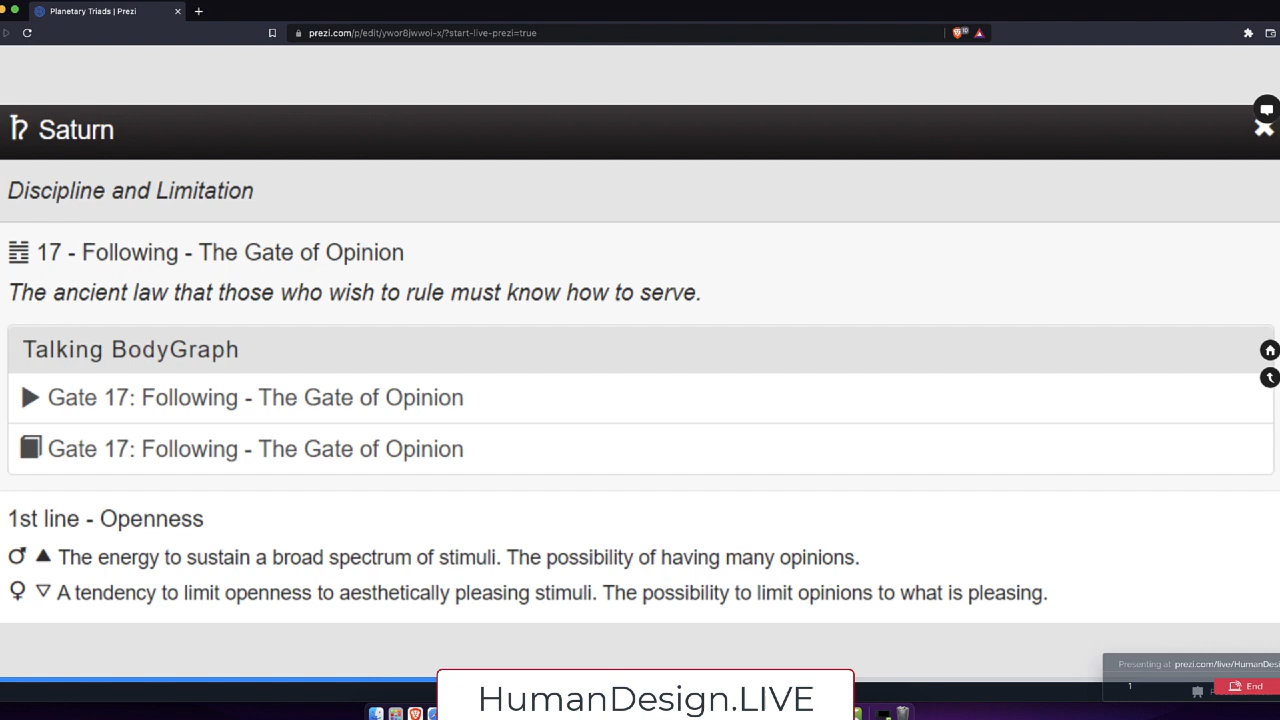 Planetary Triads | Prezi
prezi.com/p/edit/ywor8jwwoi-x/?start-live-prezi=true
♄ Saturn
Discipline and Limitation
17 - Following - The Gate of Opinion
The ancient law that those who wish to rule must know how to serve.
Talking BodyGraph
Gate 17: Following - The Gate of Opinion
Gate 17: Following - The Gate of Opinion
1st line - Openness
♂ ▲ The energy to sustain a broad spectrum of stimuli. The possibility of having many opinions.
♀ ▽ A tendency to limit openness to aesthetically pleasing stimuli. The possibility to limit opinions to what is pleasing.
Presenting at prezi.com/live/HumanDesi
1
End
HumanDesign.LIVE